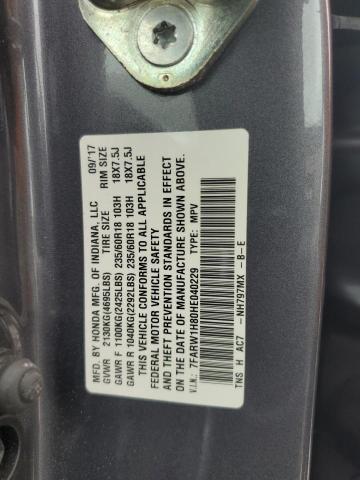 MFD. BY HONDA MFG. OF INDIANA, LLC 09/'17
GVWR 2130KG(4695LBS) TIRE SIZE RIM SIZE
GAWR F 1100KG(2425LBS) 235/60R18 103H 18X7.5J
GAWR R 1040KG(2292LBS) 235/60R18 103H 18X7.5J
THIS VEHICLE CONFORMS TO ALL APPLICABLE
FEDERAL MOTOR VEHICLE SAFETY
AND THEFT PREVENTION STANDARDS IN EFFECT
ON THE DATE OF MANUFACTURE SHOWN ABOVE.
V.I.N.: 7FARW1H80HE040229 TYPE: MPV
TNS H AC7 -NH797MX -B-E